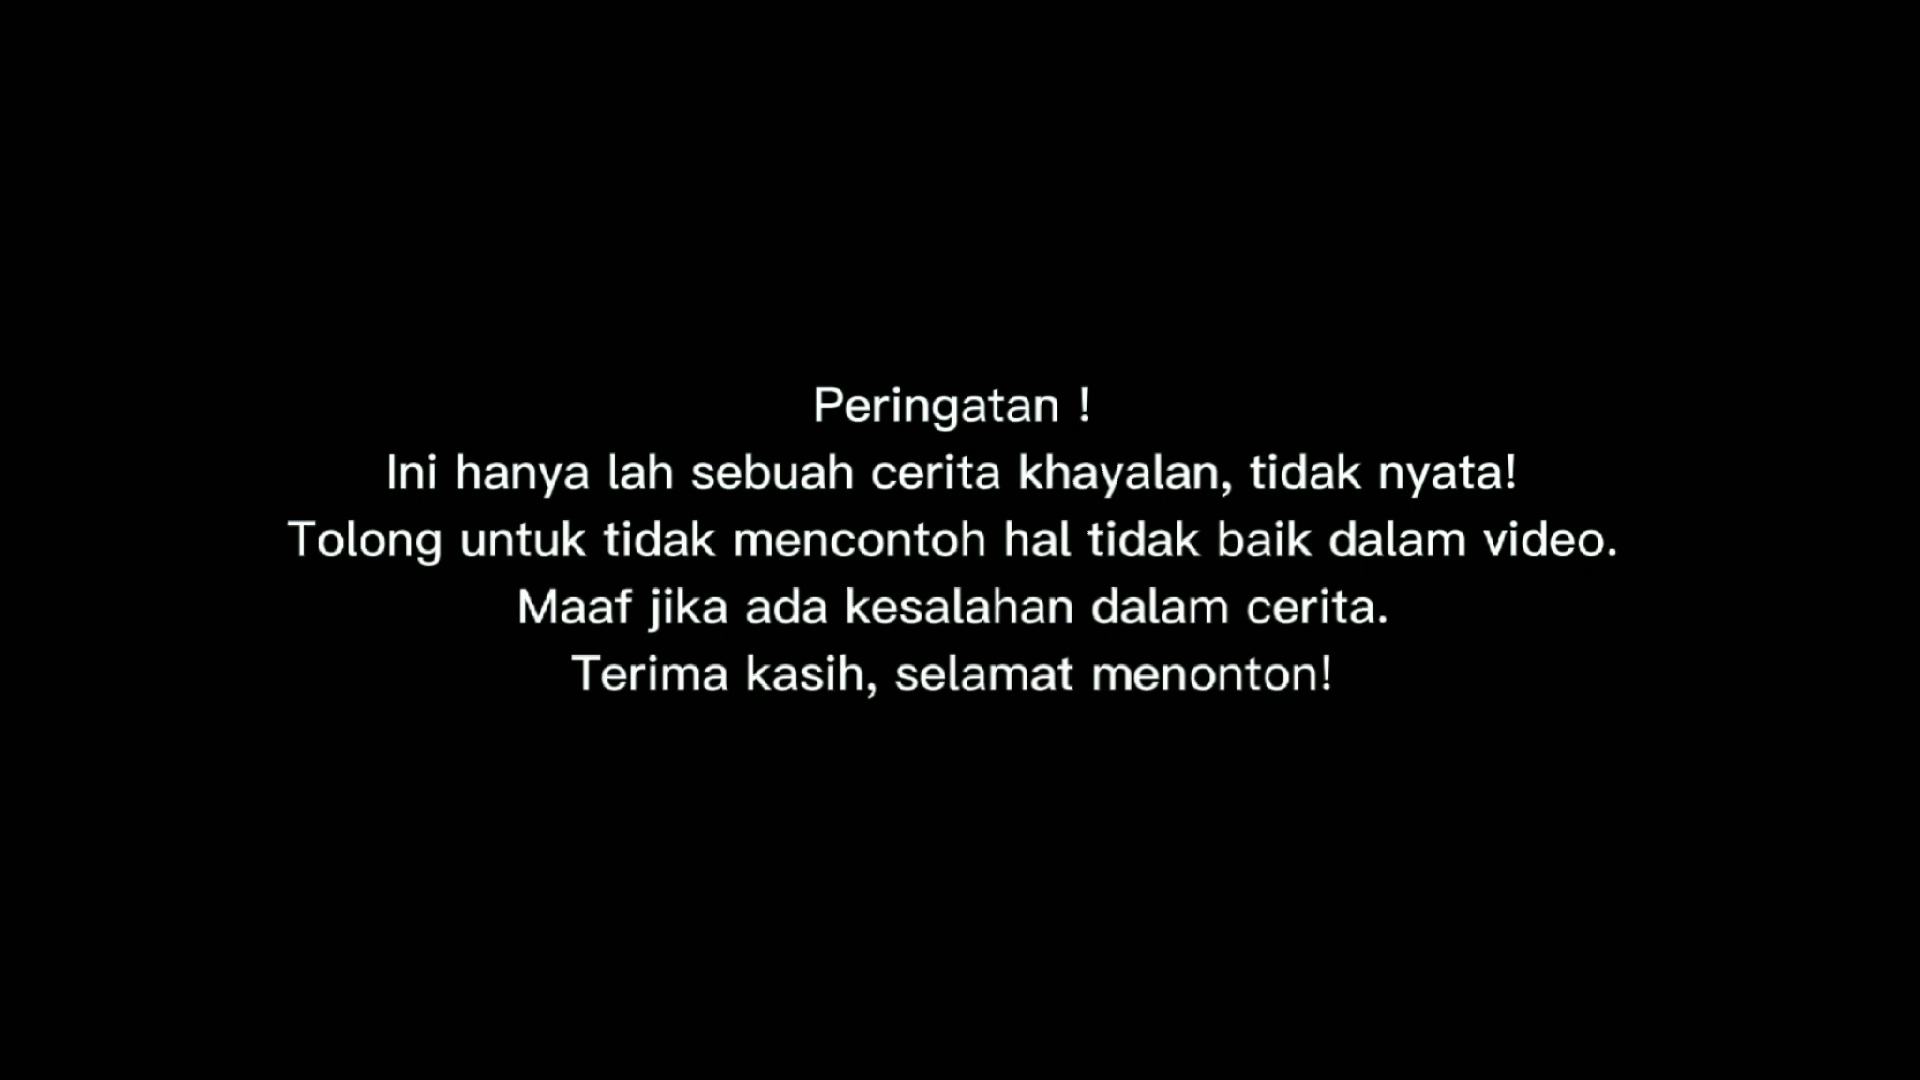 Peringatan !
Ini hanya lah sebuah cerita khayalan, tidak nyata!
Tolong untuk tidak mencontoh hal tidak baik dalam video.
Maaf jika ada kesalahan dalam cerita.
Terima kasih, selamat menonton!